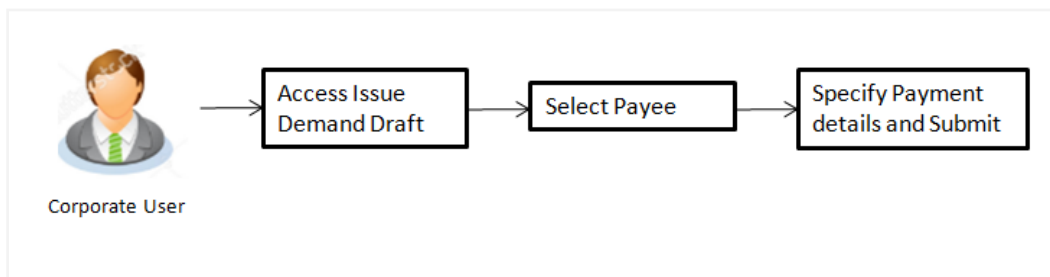 Access Issue
Demand Draft
Select Payee
Specify Payment
details and Submit
Corporate User